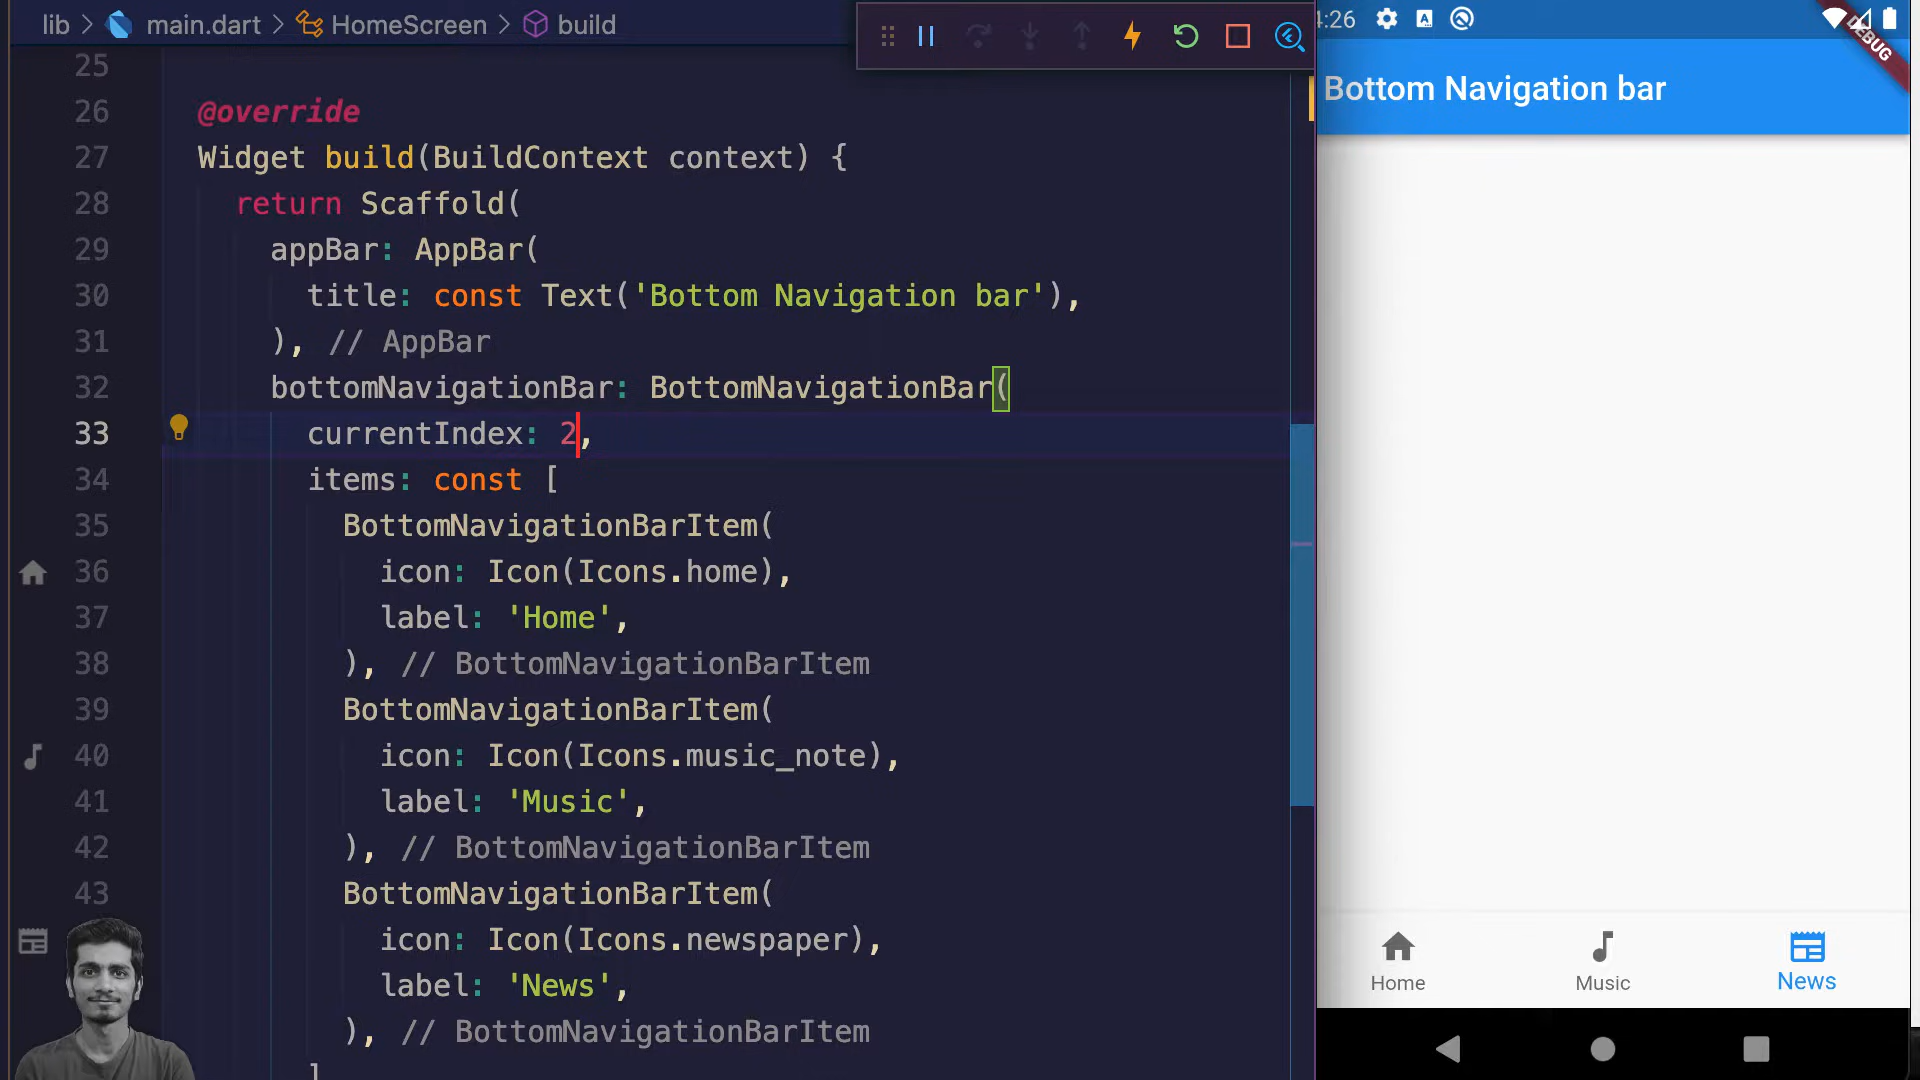 lib > main.dart > HomeScreen > build
25
26 @override
27 Widget build(BuildContext context) {
28 return Scaffold(
29 appBar: AppBar(
30 title: const Text('Bottom Navigation bar'),
31 ), // AppBar
32 bottomNavigationBar: BottomNavigationBar(
33 currentIndex: 2,
34 items: const [
35 BottomNavigationBarItem(
36 icon: Icon(Icons.home),
37 label: 'Home',
38 ), // BottomNavigationBarItem
39 BottomNavigationBarItem(
40 icon: Icon(Icons.music_note),
41 label: 'Music',
42 ), // BottomNavigationBarItem
43 BottomNavigationBarItem(
icon: Icon(Icons.newspaper),
label: 'News',
), // BottomNavigationBarItem
]
:26
DEBUG
Bottom Navigation bar
Home
Music
News